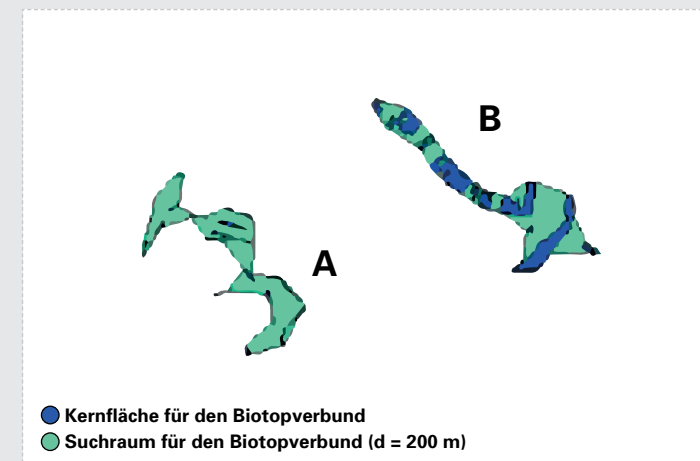 B
A
Kernfläche für den Biotopverbund
Suchraum für den Biotopverbund (d = 200 m)